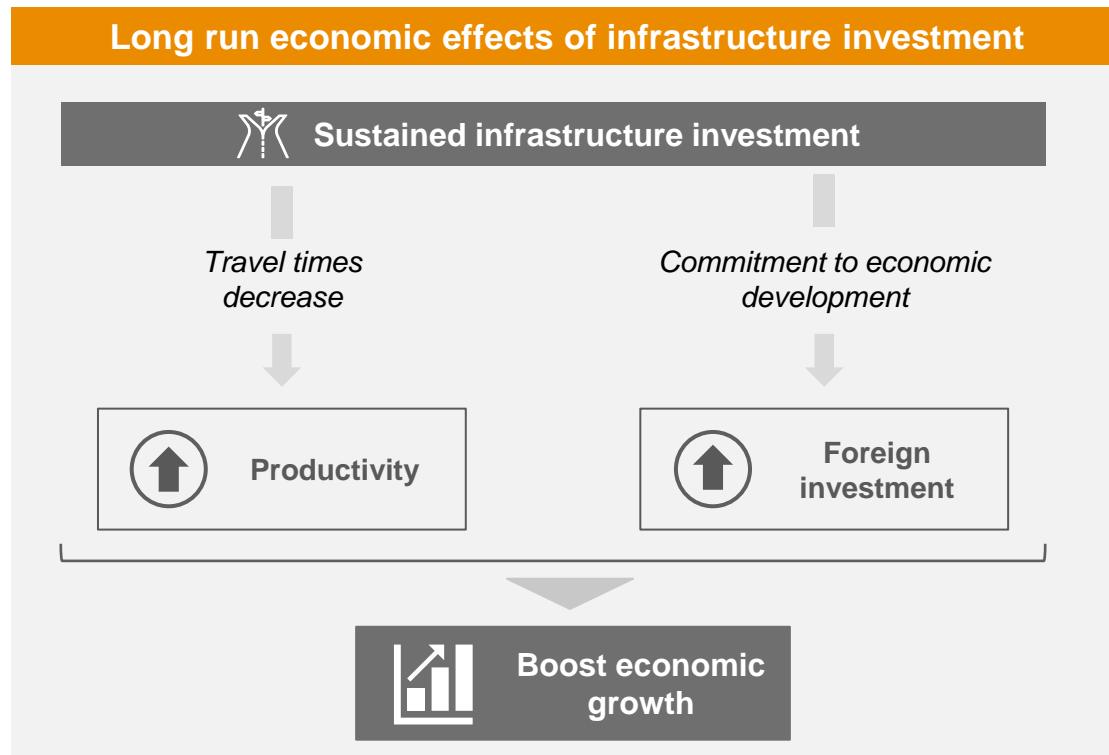 Long run economic effects of infrastructure investment
Sustained infrastructure investment
Travel times
decrease
Commitment to economic
development
Productivity
Foreign
investment
Boost economic
growth